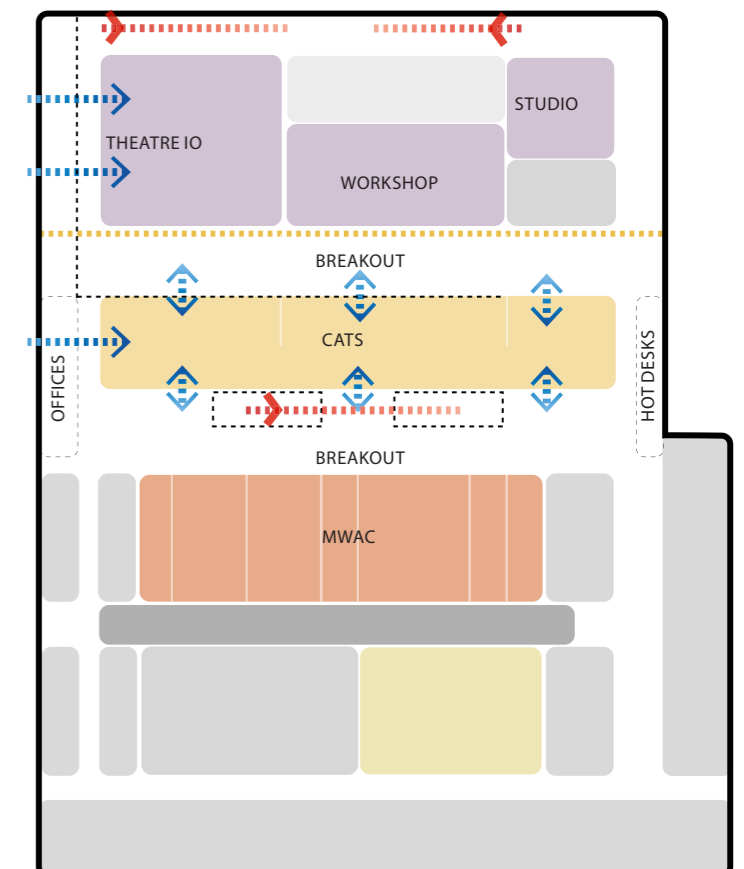 STUDIO
THEATRE IO
WORKSHOP
BREAKOUT
CATS
OFFICES
HOT DESKS
BREAKOUT
MWAC